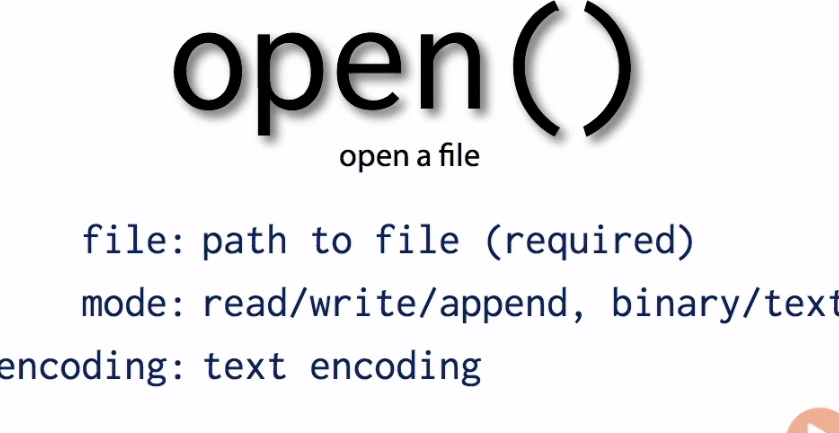 open()
open a file
file: path to file (required)
mode: read/write/append, binary/text
encoding: text encoding